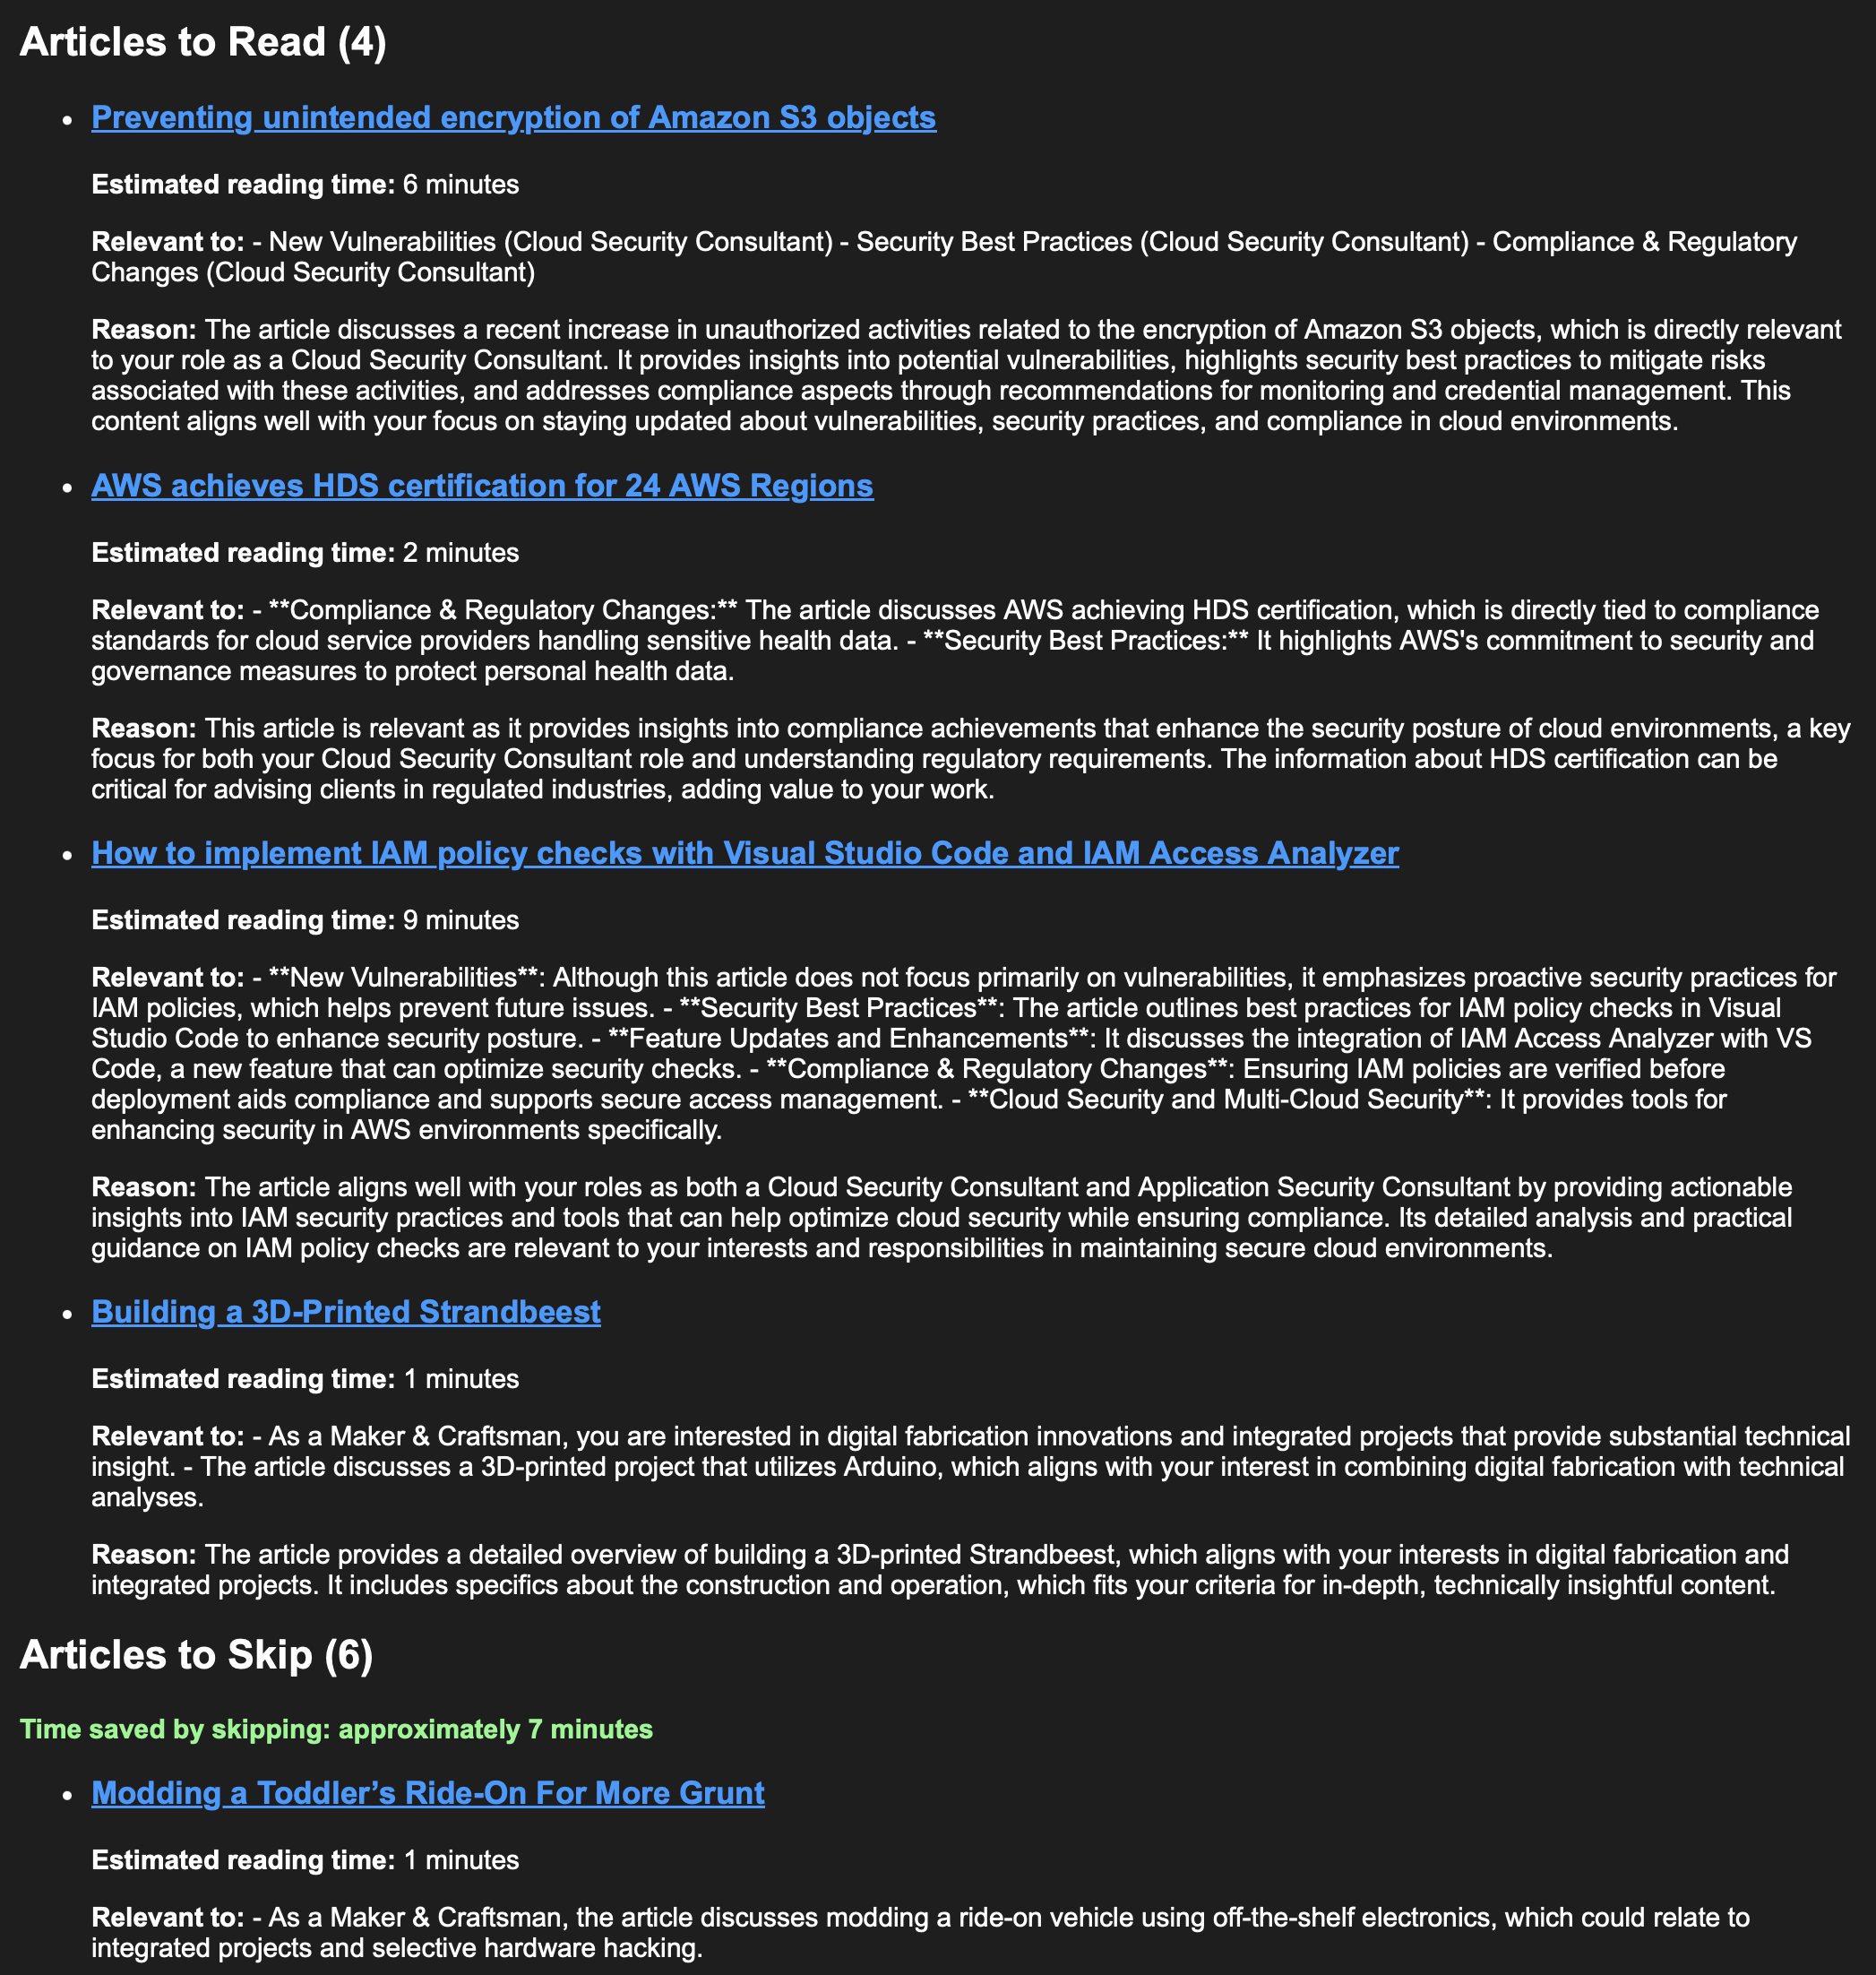 Articles to Read (4)
• Preventing unintended encryption of Amazon S3 objects
Estimated reading time: 6 minutes
Relevant to: - New Vulnerabilities (Cloud Security Consultant) - Security Best Practices (Cloud Security Consultant) - Compliance & Regulatory
Changes (Cloud Security Consultant)
Reason: The article discusses a recent increase in unauthorized activities related to the encryption of Amazon S3 objects, which is directly relevant
to your role as a Cloud Security Consultant. It provides insights into potential vulnerabilities, highlights security best practices to mitigate risks
associated with these activities, and addresses compliance aspects through recommendations for monitoring and credential management. This
content aligns well with your focus on staying updated about vulnerabilities, security practices, and compliance in cloud environments.
• AWS achieves HDS certification for 24 AWS Regions
Estimated reading time: 2 minutes
Relevant to: - **Compliance & Regulatory Changes:** The article discusses AWS achieving HDS certification, which is directly tied to compliance
standards for cloud service providers handling sensitive health data. - **Security Best Practices:** It highlights AWS's commitment to security and
governance measures to protect personal health data.
Reason: This article is relevant as it provides insights into compliance achievements that enhance the security posture of cloud environments, a key
focus for both your Cloud Security Consultant role and understanding regulatory requirements. The information about HDS certification can be
critical for advising clients in regulated industries, adding value to your work.
• How to implement IAM policy checks with Visual Studio Code and IAM Access Analyzer
Estimated reading time: 9 minutes
Relevant to: - **New Vulnerabilities**: Although this article does not focus primarily on vulnerabilities, it emphasizes proactive security practices for
IAM policies, which helps prevent future issues. - **Security Best Practices**: The article outlines best practices for IAM policy checks in Visual
Studio Code to enhance security posture. - **Feature Updates and Enhancements**: It discusses the integration of IAM Access Analyzer with VS
Code, a new feature that can optimize security checks. - **Compliance & Regulatory Changes**: Ensuring IAM policies are verified before
deployment aids compliance and supports secure access management. - **Cloud Security and Multi-Cloud Security**: It provides tools for
enhancing security in AWS environments specifically.
Reason: The article aligns well with your roles as both a Cloud Security Consultant and Application Security Consultant by providing actionable
insights into IAM security practices and tools that can help optimize cloud security while ensuring compliance. Its detailed analysis and practical
guidance on IAM policy checks are relevant to your interests and responsibilities in maintaining secure cloud environments.
• Building a 3D-Printed Strandbeest
Estimated reading time: 1 minutes
Relevant to: - As a Maker & Craftsman, you are interested in digital fabrication innovations and integrated projects that provide substantial technical
insight. - The article discusses a 3D-printed project that utilizes Arduino, which aligns with your interest in combining digital fabrication with technical
analyses.
Reason: The article provides a detailed overview of building a 3D-printed Strandbeest, which aligns with your interests in digital fabrication and
integrated projects. It includes specifics about the construction and operation, which fits your criteria for in-depth, technically insightful content.
Articles to Skip (6)
Time saved by skipping: approximately 7 minutes
• Modding a Toddler’s Ride-On For More Grunt
Estimated reading time: 1 minutes
Relevant to: - As a Maker & Craftsman, the article discusses modding a ride-on vehicle using off-the-shelf electronics, which could relate to
integrated projects and selective hardware hacking.